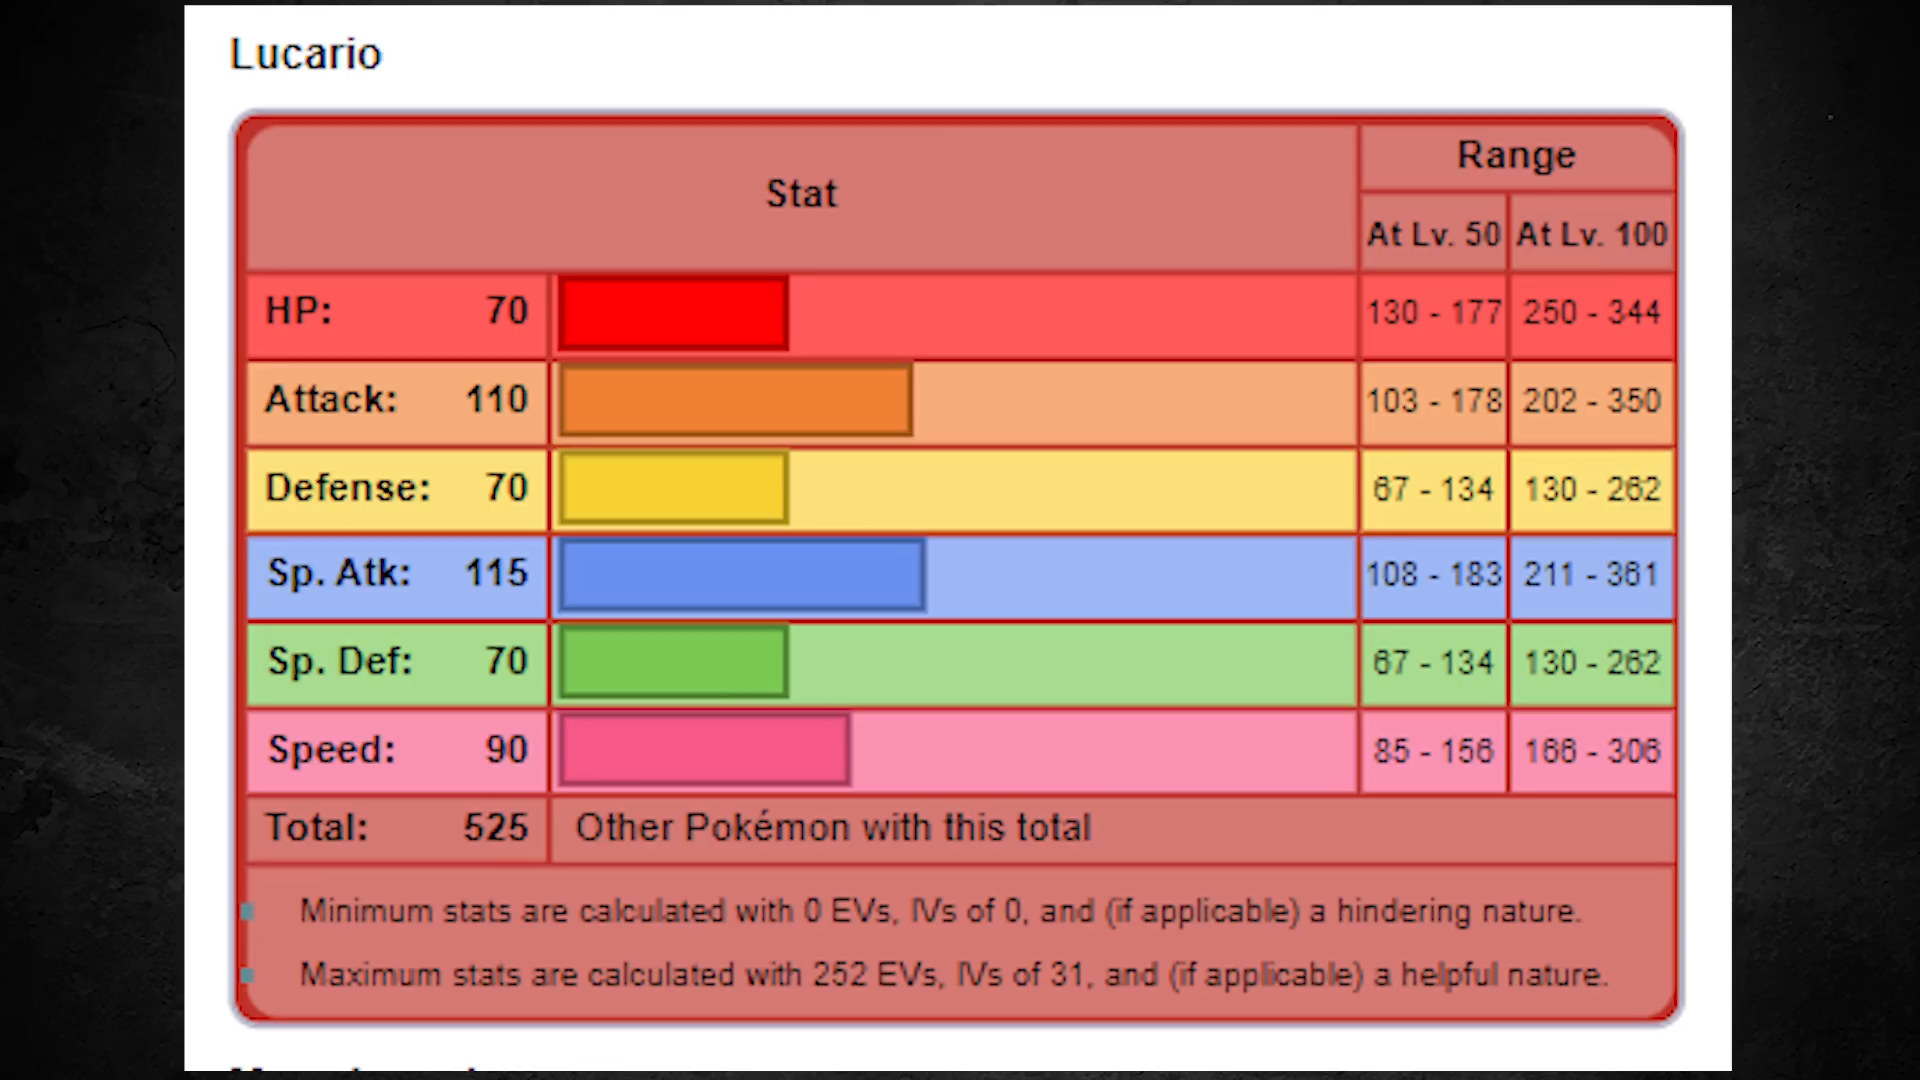 Lucario
Stat
Range
At Lv. 50 At Lv. 100
HP: 70 130 - 177 250 - 344
Attack: 110 103 - 178 202 - 350
Defense: 70 67 - 134 130 - 262
Sp. Atk: 115 108 - 183 211 - 361
Sp. Def: 70 67 - 134 130 - 262
Speed: 90 85 - 156 166 - 306
Total: 525 Other Pokémon with this total
Minimum stats are calculated with 0 EVs, IVs of 0, and (if applicable) a hindering nature.
Maximum stats are calculated with 252 EVs, IVs of 31, and (if applicable) a helpful nature.